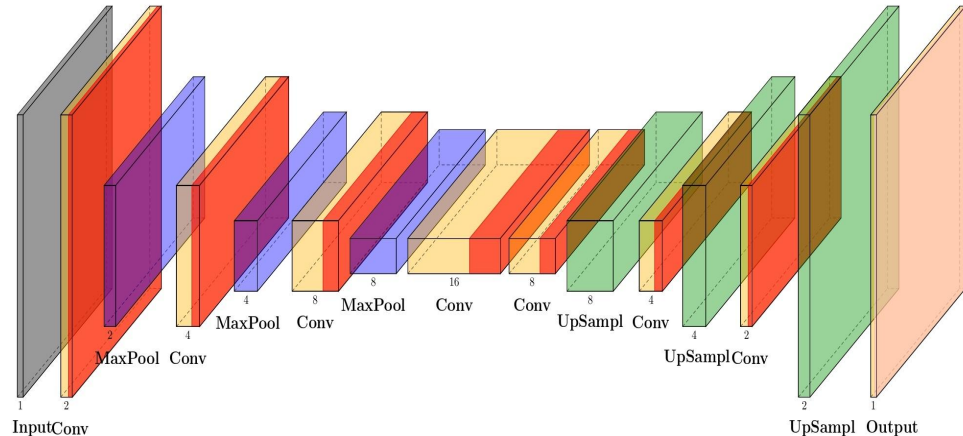 1
Input
2
Conv
2
MaxPool
4
Conv
4
MaxPool
8
Conv
8
MaxPool
16
Conv
8
Conv
8
UpSampl
4
Conv
4
UpSampl
2
Conv
2
UpSampl
1
Output